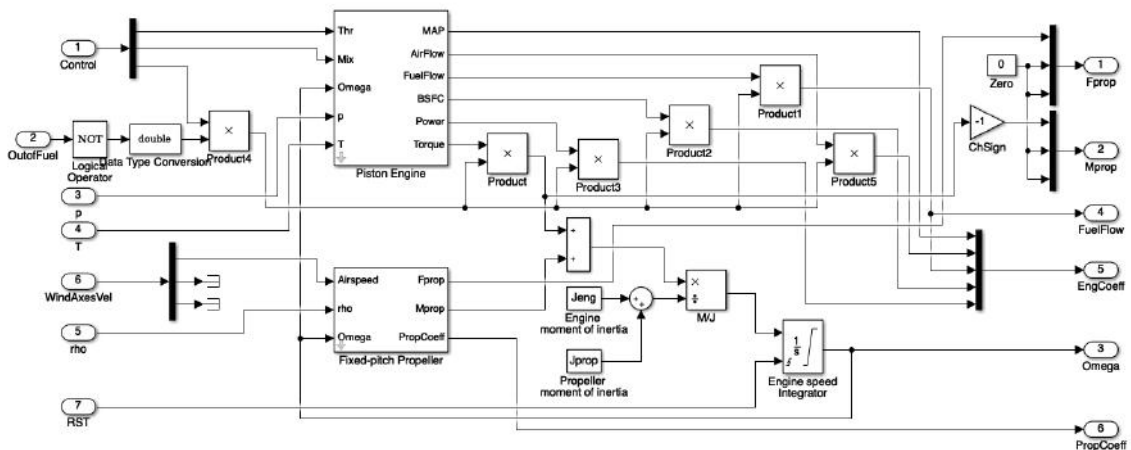 1
Control
2
OutofFuel
NOT
Logical
Operator
double
Data Type Conversion
×
Product4
3
p
4
T
6
WindAxesVel
5
rho
7
RST
Thr
Mix
Omega
p
T
MAP
AirFlow
FuelFlow
BSFC
Power
Torque
Piston Engine
Airspeed
rho
Omega
Fprop
Mprop
PropCoeff
Fixed-pitch Propeller
×
Product
×
Product3
×
Product2
×
Product1
×
Product5
+
+
Jeng
Engine
moment of inertia
Jprop
Propeller
moment of inertia
+
+
×
÷
M/J
1
s
Engine speed
Integrator
0
Zero
-1
ChSign
1
Fprop
2
Mprop
4
FuelFlow
5
EngCoeff
3
Omega
6
PropCoeff